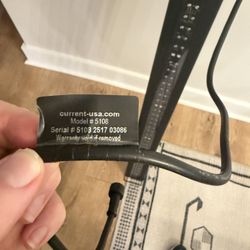 current-usa.com
Model # 5108
Serial # 5108 2517 03086
Warranty void if removed